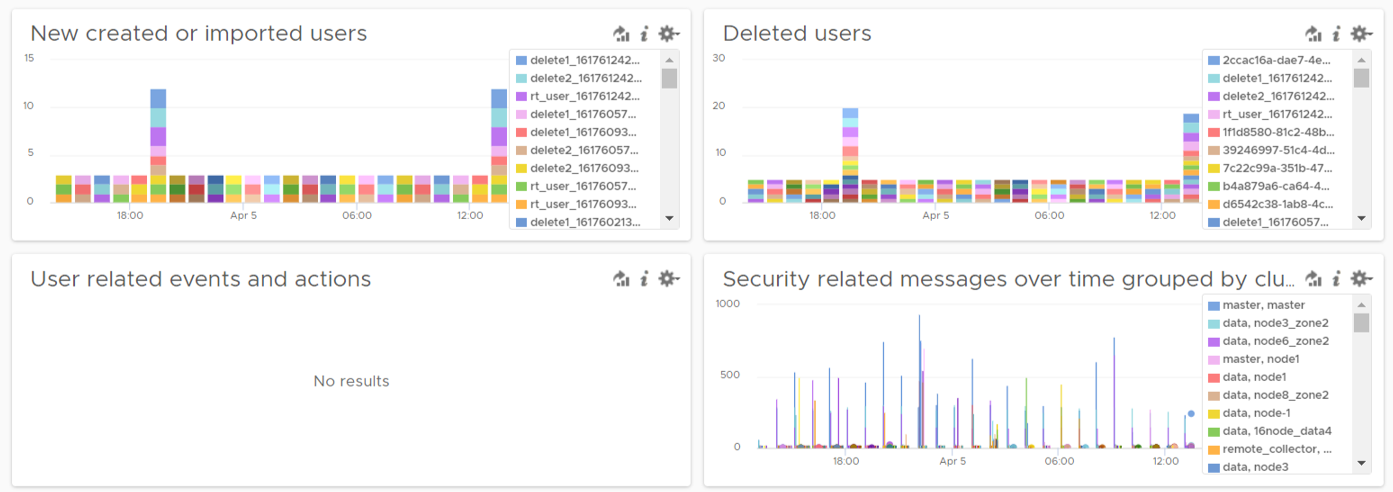 New created or imported users
15
10
5
0
18:00
Apr 5
06:00
12:00
delete1_161761242...
delete2_161761242...
rt_user_161761242...
delete1_16176057...
delete1_16176093...
delete2_16176057...
delete2_16176093...
rt_user_16176057...
rt_user_16176093...
delete1_161760213...
Deleted users
30
20
10
0
18:00
Apr 5
06:00
12:00
2ccac16a-dae7-4e...
delete1_161761242...
delete2_161761242...
rt_user_161761242...
1f1d8580-81c2-48b...
39246997-51c4-4d...
7c22c99a-351b-47...
b4a879a6-ca64-4...
d6542c38-1ab8-4c...
delete1_16176057...
User related events and actions
No results
Security related messages over time grouped by clu...
1000
500
0
18:00
Apr 5
06:00
12:00
master, master
data, node3_zone2
data, node6_zone2
master, node1
data, node1
data, node8_zone2
data, node-1
data, 16node_data4
remote_collector, ...
data, node3